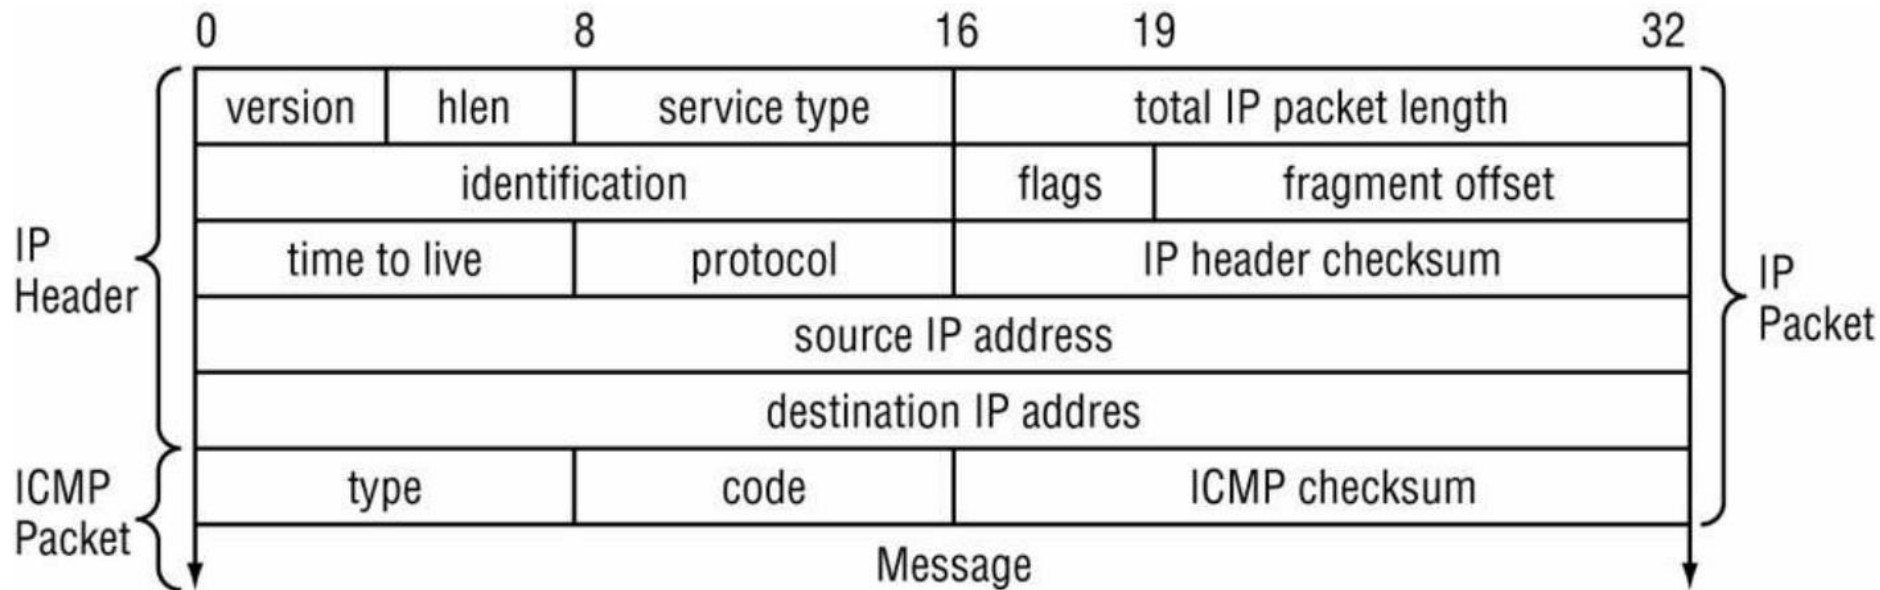 0 8 16 19 32
version hlen service type total IP packet length
identification flags fragment offset
time to live protocol IP header checksum
source IP address
destination IP addres
type code ICMP checksum
Message
IP
Header
ICMP
Packet
IP
Packet